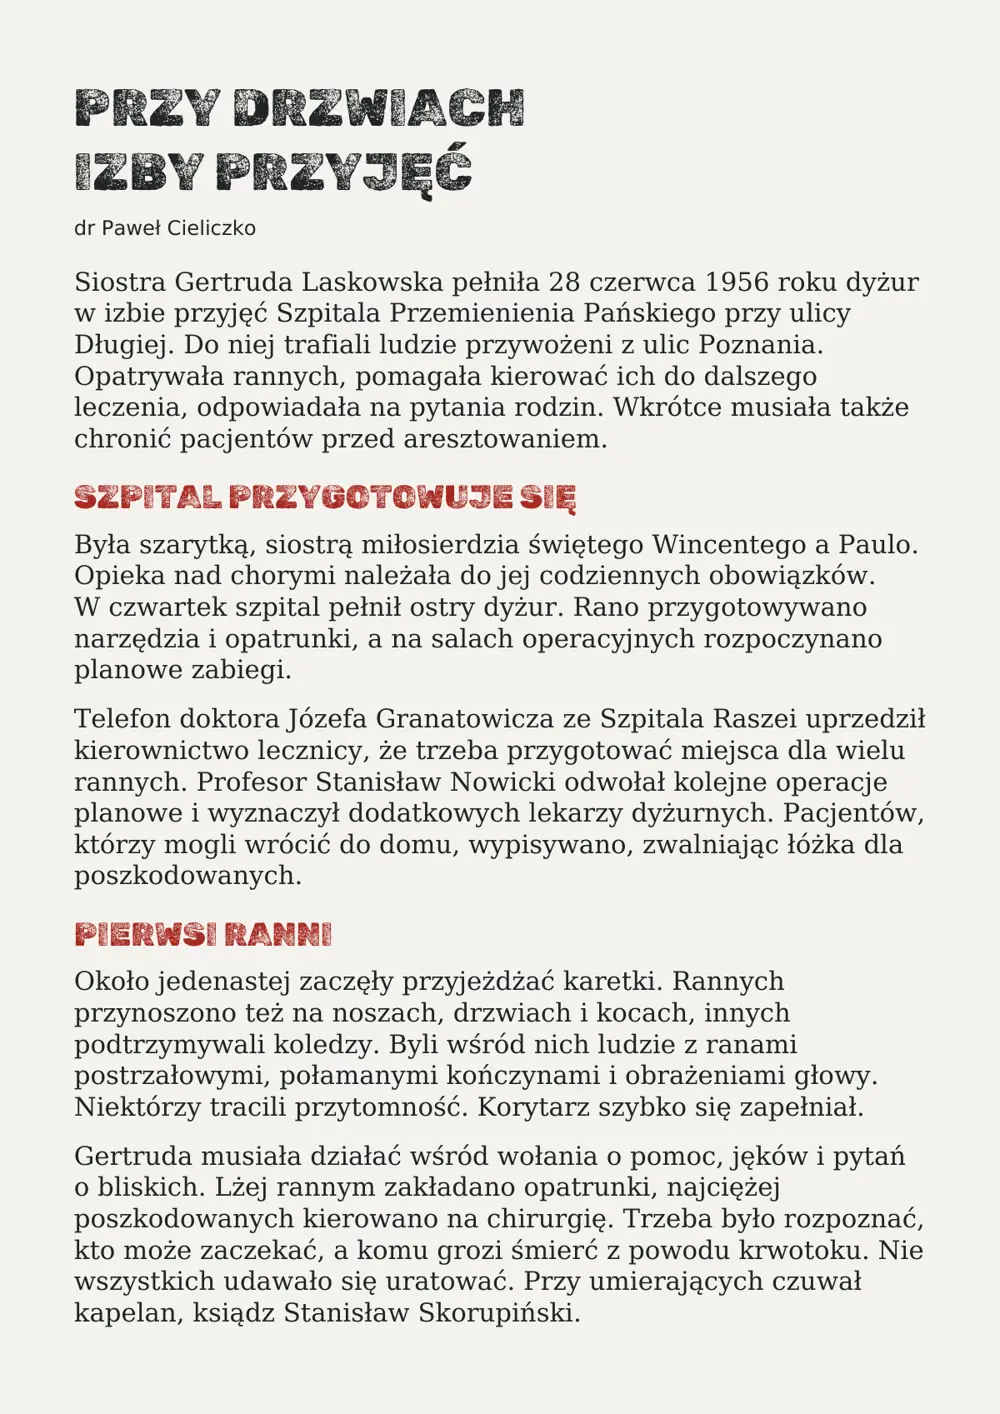 PRZY DRZWIACH
IZBY PRZYJĘĆ
dr Paweł Cieliczko
Siostra Gertruda Laskowska pełniła 28 czerwca 1956 roku dyżur
w izbie przyjęć Szpitala Przemienienia Pańskiego przy ulicy
Długiej. Do niej trafiali ludzie przywożeni z ulic Poznania.
Opatrywała rannych, pomagała kierować ich do dalszego
leczenia, odpowiadała na pytania rodzin. Wkrótce musiała także
chronić pacjentów przed aresztowaniem.
SZPITAL PRZYGOTOWUJE SIĘ
Była szarytką, siostrą miłosierdzia świętego Wincentego a Paulo.
Opieka nad chorymi należała do jej codziennych obowiązków.
W czwartek szpital pełnił ostry dyżur. Rano przygotowywano
narzędzia i opatrunki, a na salach operacyjnych rozpoczynano
planowe zabiegi.
Telefon doktora Józefa Granatowicza ze Szpitala Raszei uprzedził
kierownictwo lecznicy, że trzeba przygotować miejsca dla wielu
rannych. Profesor Stanisław Nowicki odwołał kolejne operacje
planowe i wyznaczył dodatkowych lekarzy dyżurnych. Pacjentów,
którzy mogli wrócić do domu, wypisywano, zwalniając łóżka dla
poszkodowanych.
PIERWSI RANNI
Około jedenastej zaczęły przyjeżdżać karetki. Rannych
przynoszono też na noszach, drzwiach i kocach, innych
podtrzymywali koledzy. Byli wśród nich ludzie z ranami
postrzałowymi, połamanymi kończynami i obrażeniami głowy.
Niektórzy tracili przytomność. Korytarz szybko się zapełniał.
Gertruda musiała działać wśród wołania o pomoc, jęków i pytań
o bliskich. Lżej rannym zakładano opatrunki, najciężej
poszkodowanych kierowano na chirurgię. Trzeba było rozpoznać,
kto może zaczekać, a komu grozi śmierć z powodu krwotoku. Nie
wszystkich udawało się uratować. Przy umierających czuwał
kapelan, ksiądz Stanisław Skorupiński.